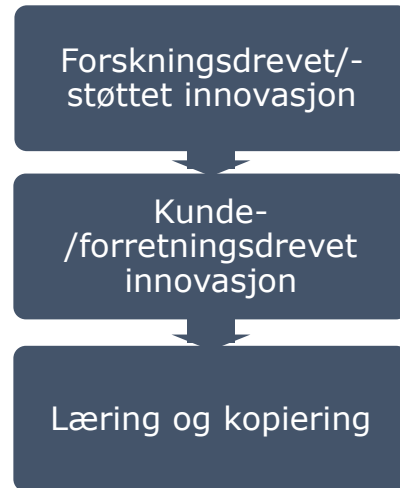 Forskningsdrevet/-
støttet innovasjon
Kunde-
/forretningsdrevet
innovasjon
Læring og kopiering